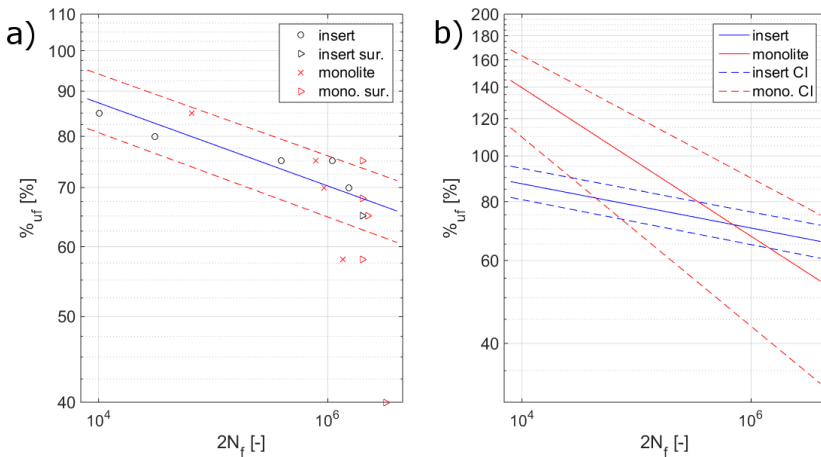 a)
110
100
90
80
70
60
50
40
%uf [%]
10^4
10^6
2N_f [-]
insert
insert sur.
monolite
mono. sur.
b)
200
180
160
140
120
100
80
60
40
%uf [%]
10^4
10^6
2N_f [-]
insert
monolite
insert CI
mono. CI